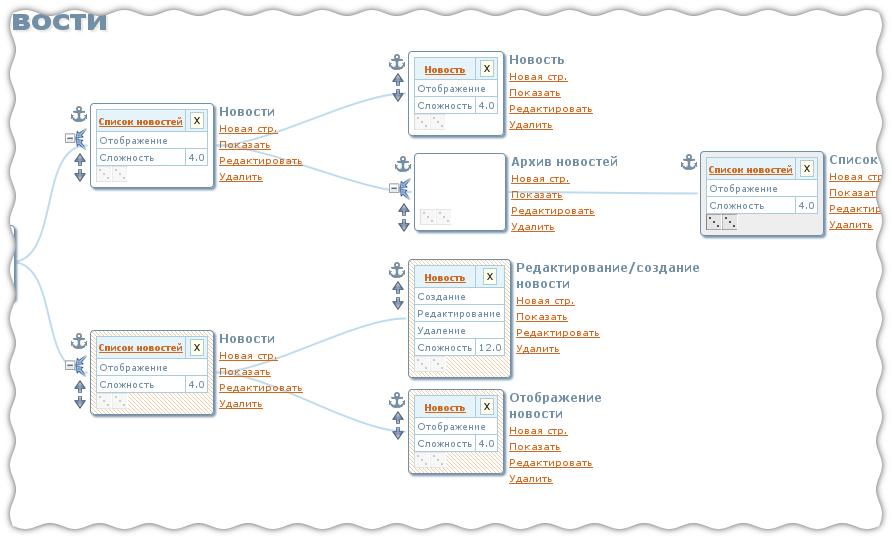 вости
Новость X
Отображение
Сложность 4.0
Новость
Новая стр.
Показать
Редактировать
Удалить
Список новостей X
Отображение
Сложность 4.0
Новости
Новая стр.
Показать
Редактировать
Удалить
Архив новостей
Новая стр.
Показать
Редактировать
Удалить
Список новостей X
Отображение
Сложность 4.0
Список
Новая стр
Показат
Редактир
Удалить
Новость X
Создание
Редактирование
Удаление
Сложность 12.0
Редактирование/создание
новости
Новая стр.
Показать
Редактировать
Удалить
Список новостей X
Отображение
Сложность 4.0
Новости
Новая стр.
Показать
Редактировать
Удалить
Новость X
Отображение
Сложность 4.0
Отображение
новости
Новая стр.
Показать
Редактировать
Удалить